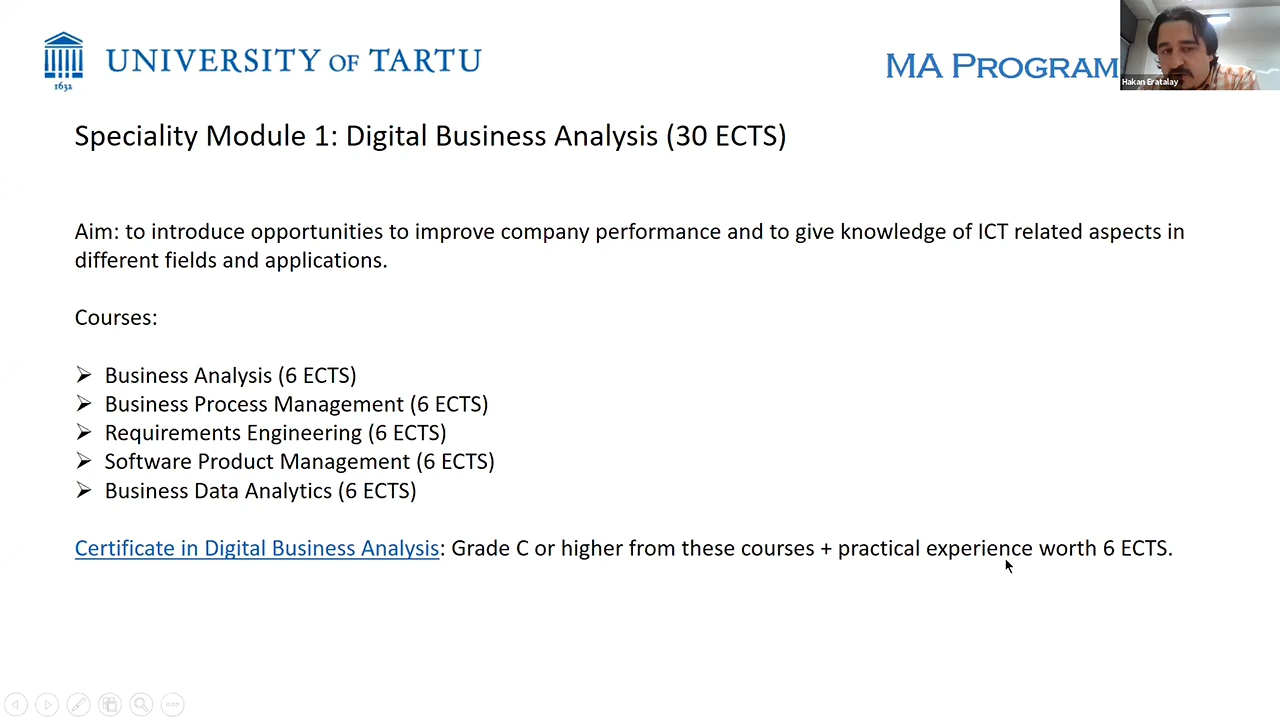 UNIVERSITY OF TARTU
1632
MA PROGRAM
Hakan Eratalay
Speciality Module 1: Digital Business Analysis (30 ECTS)
Aim: to introduce opportunities to improve company performance and to give knowledge of ICT related aspects in
different fields and applications.
Courses:
➢ Business Analysis (6 ECTS)
➢ Business Process Management (6 ECTS)
➢ Requirements Engineering (6 ECTS)
➢ Software Product Management (6 ECTS)
➢ Business Data Analytics (6 ECTS)
Certificate in Digital Business Analysis: Grade C or higher from these courses + practical experience worth 6 ECTS.